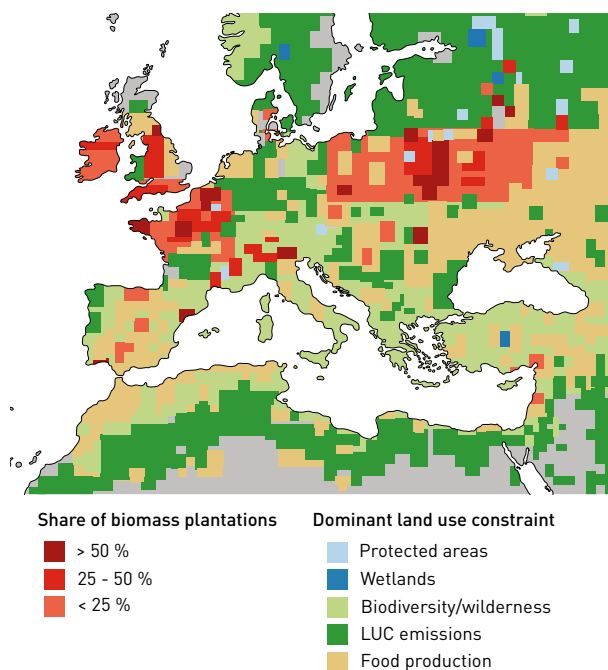 Share of biomass plantations
> 50 %
25 - 50 %
< 25 %
Dominant land use constraint
Protected areas
Wetlands
Biodiversity/wilderness
LUC emissions
Food production